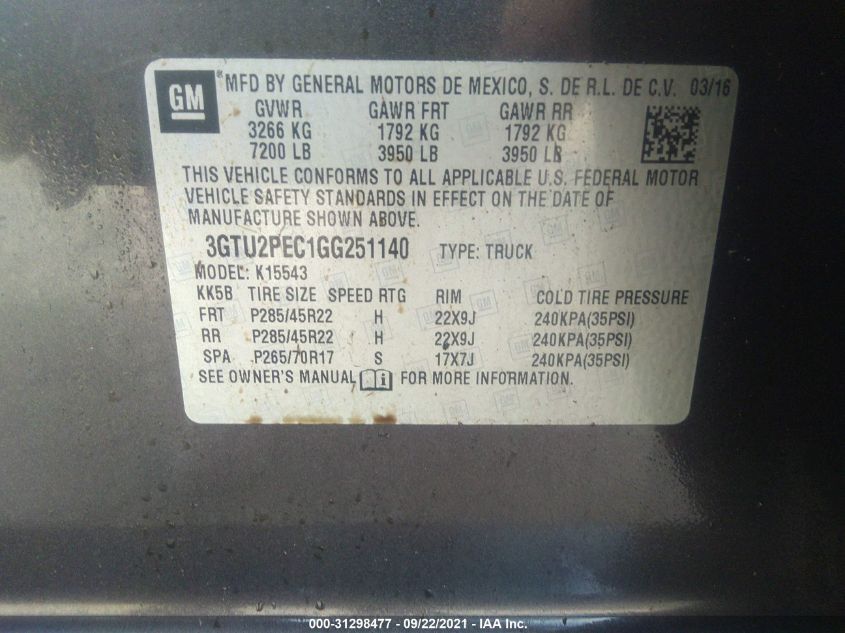 GM MFD BY GENERAL MOTORS DE MEXICO, S. DE R.L. DE C.V. 03/16
GVWR GAWR FRT GAWR RR
3266 KG 1792 KG 1792 KG
7200 LB 3950 LB 3950 LB
THIS VEHICLE CONFORMS TO ALL APPLICABLE U.S. FEDERAL MOTOR
VEHICLE SAFETY STANDARDS IN EFFECT ON THE DATE OF
MANUFACTURE SHOWN ABOVE.
3GTU2PEC1GG251140 TYPE: TRUCK
MODEL: K15543
KK5B TIRE SIZE SPEED RTG RIM COLD TIRE PRESSURE
FRT P285/45R22 H 22X9J 240KPA(35PSI)
RR P285/45R22 H 22X9J 240KPA(35PSI)
SPA P265/70R17 S 17X7J 240KPA(35PSI)
SEE OWNER'S MANUAL FOR MORE INFORMATION.
000-31298477 - 09/22/2021 - IAA Inc.